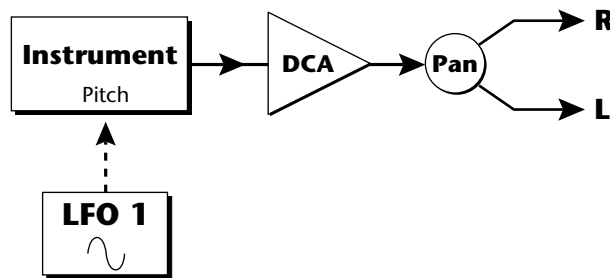 R
Instrument
DCA
Pan
Pitch
L
LFO 1